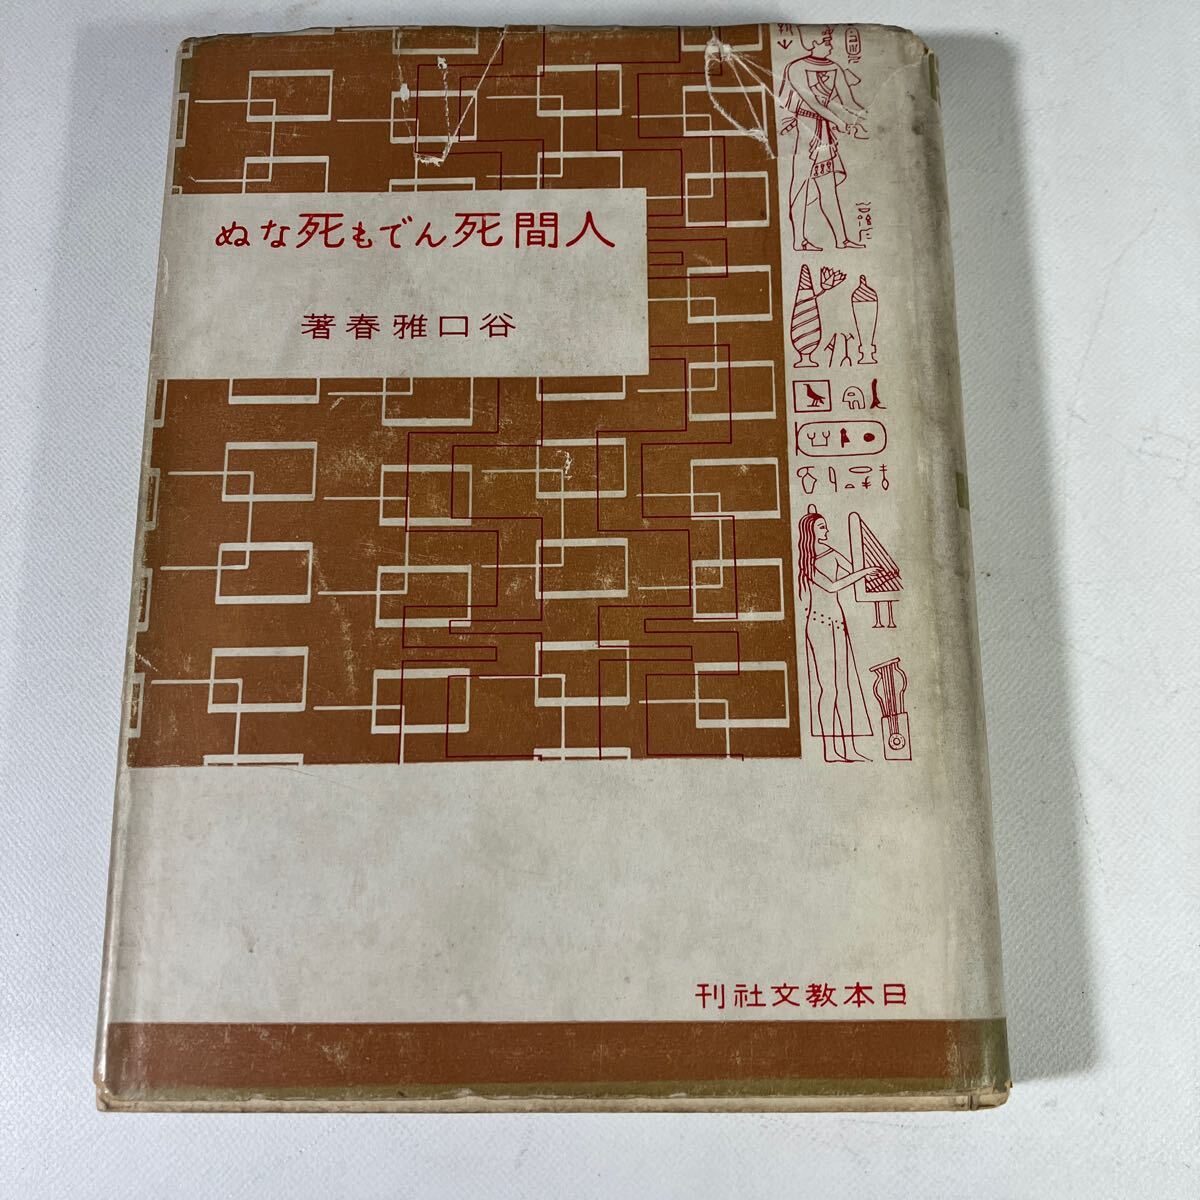 人間死んでも死なぬ
谷口雅春著
日本教文社刊